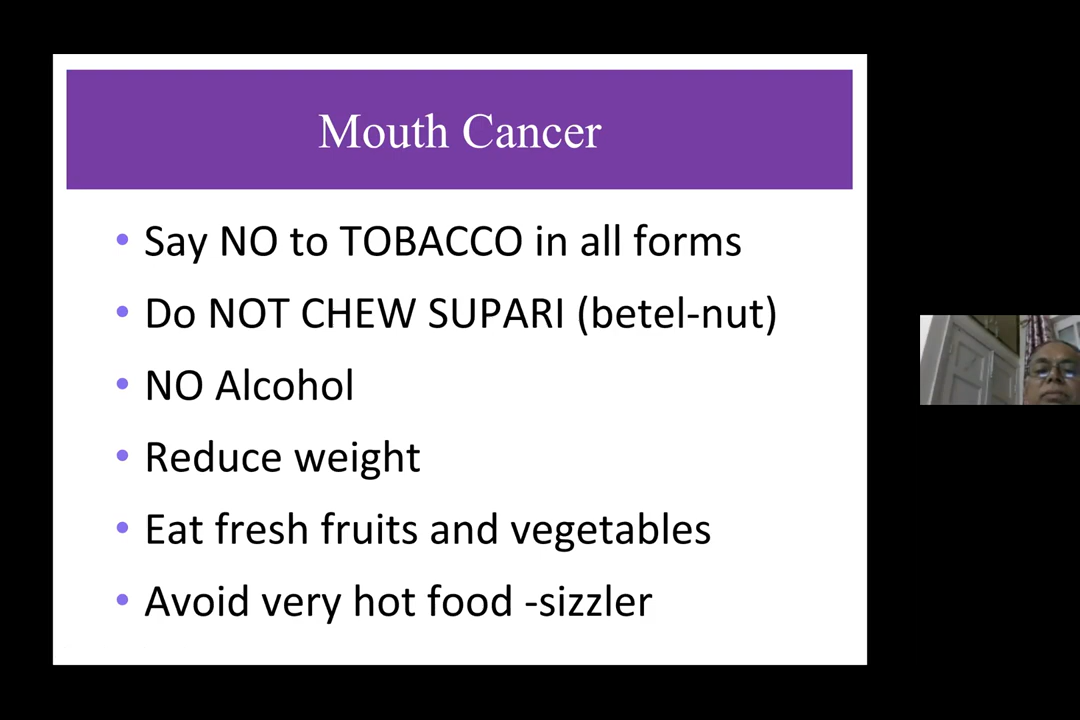 Mouth Cancer
• Say NO to TOBACCO in all forms
• Do NOT CHEW SUPARI (betel-nut)
• NO Alcohol
• Reduce weight
• Eat fresh fruits and vegetables
• Avoid very hot food -sizzler